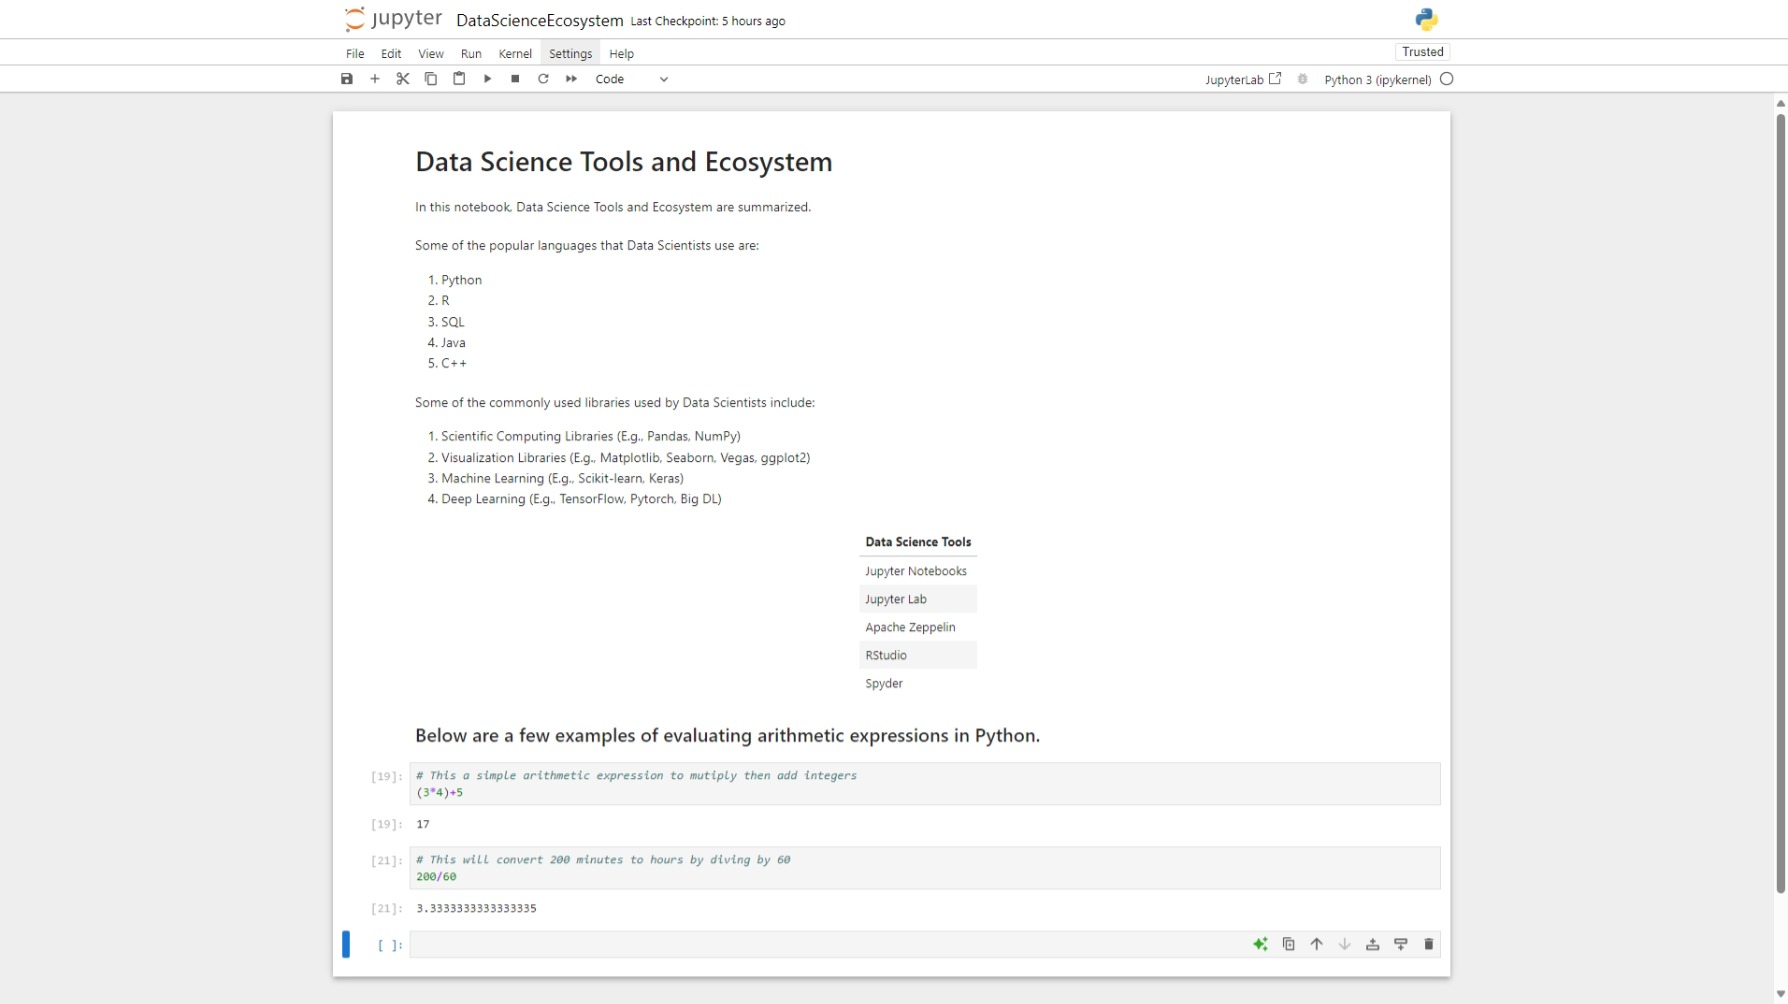 jupyter DataScienceEcosystem Last Checkpoint: 5 hours ago
File Edit View Run Kernel Settings Help Trusted
Code JupyterLab Python 3 (ipykernel)
Data Science Tools and Ecosystem
In this notebook, Data Science Tools and Ecosystem are summarized.
Some of the popular languages that Data Scientists use are:
1. Python
2. R
3. SQL
4. Java
5. C++
Some of the commonly used libraries used by Data Scientists include:
1. Scientific Computing Libraries (E.g., Pandas, NumPy)
2. Visualization Libraries (E.g., Matplotlib, Seaborn, Vegas, ggplot2)
3. Machine Learning (E.g., Scikit-learn, Keras)
4. Deep Learning (E.g., TensorFlow, Pytorch, Big DL)
Data Science Tools
Jupyter Notebooks
Jupyter Lab
Apache Zeppelin
RStudio
Spyder
Below are a few examples of evaluating arithmetic expressions in Python.
[19]: # This a simple arithmetic expression to mutiply then add integers
(3*4)+5
[19]: 17
[21]: # This will convert 200 minutes to hours by diving by 60
200/60
[21]: 3.3333333333333335
[ ]: